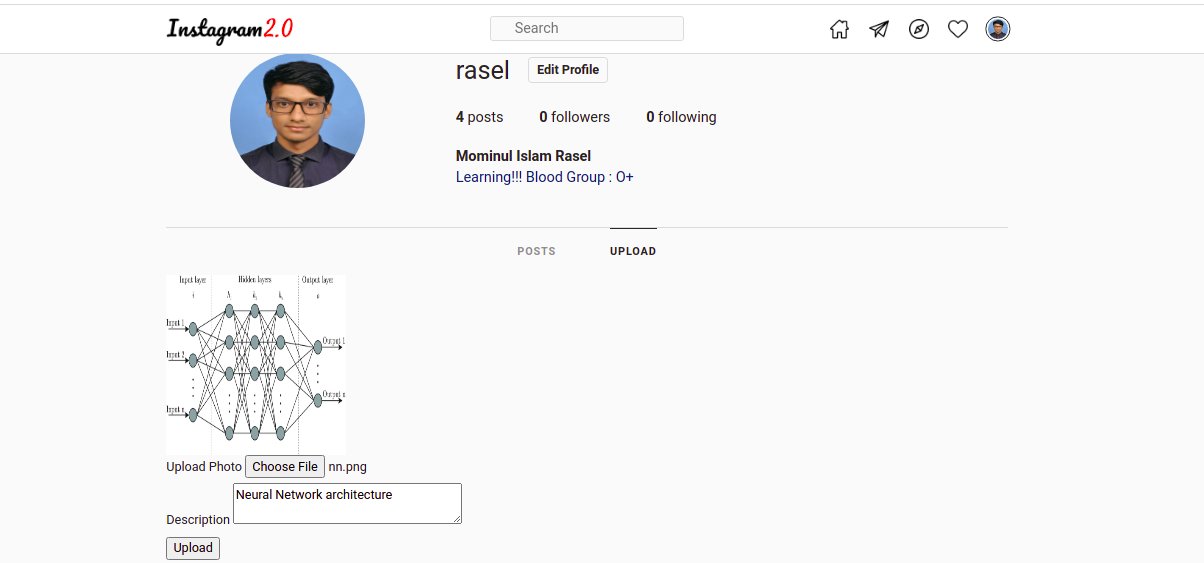 Instagram2.0
Search
rasel Edit Profile
4 posts 0 followers 0 following
Mominul Islam Rasel
Learning!!! Blood Group : O+
POSTS UPLOAD
Input layer Hidden layers Output layer
i
Input 1
Output 1
Input 2
Output n
Input n
Upload Photo Choose File nn.png
Neural Network architecture
Description
Upload